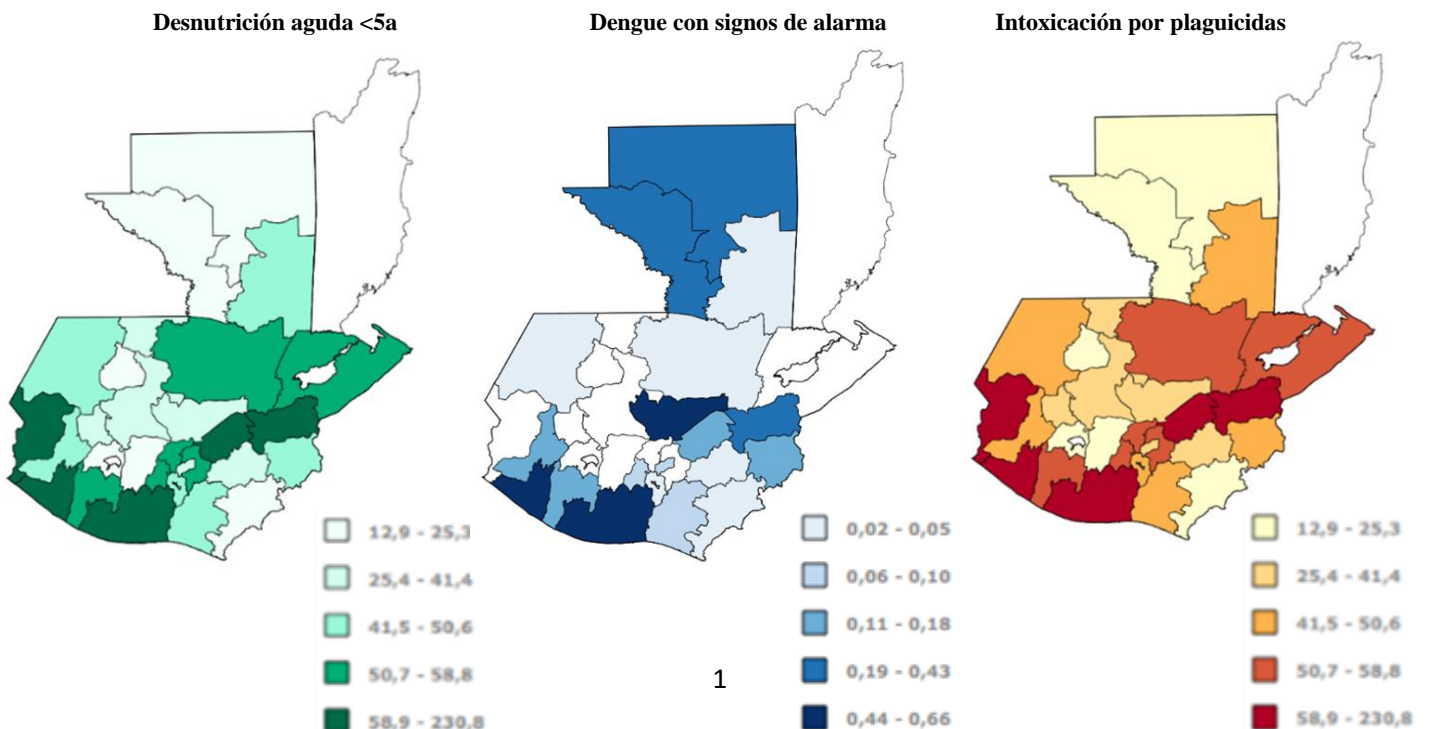 Desnutrición aguda <5a
Dengue con signos de alarma
Intoxicación por plaguicidas
12,9 - 25,3
25,4 - 41,4
41,5 - 50,6
50,7 - 58,8
58,9 - 230,8
0,02 - 0,05
0,06 - 0,10
0,11 - 0,18
0,19 - 0,43
0,44 - 0,66
12,9 - 25,3
25,4 - 41,4
41,5 - 50,6
50,7 - 58,8
58,9 - 230,8
1